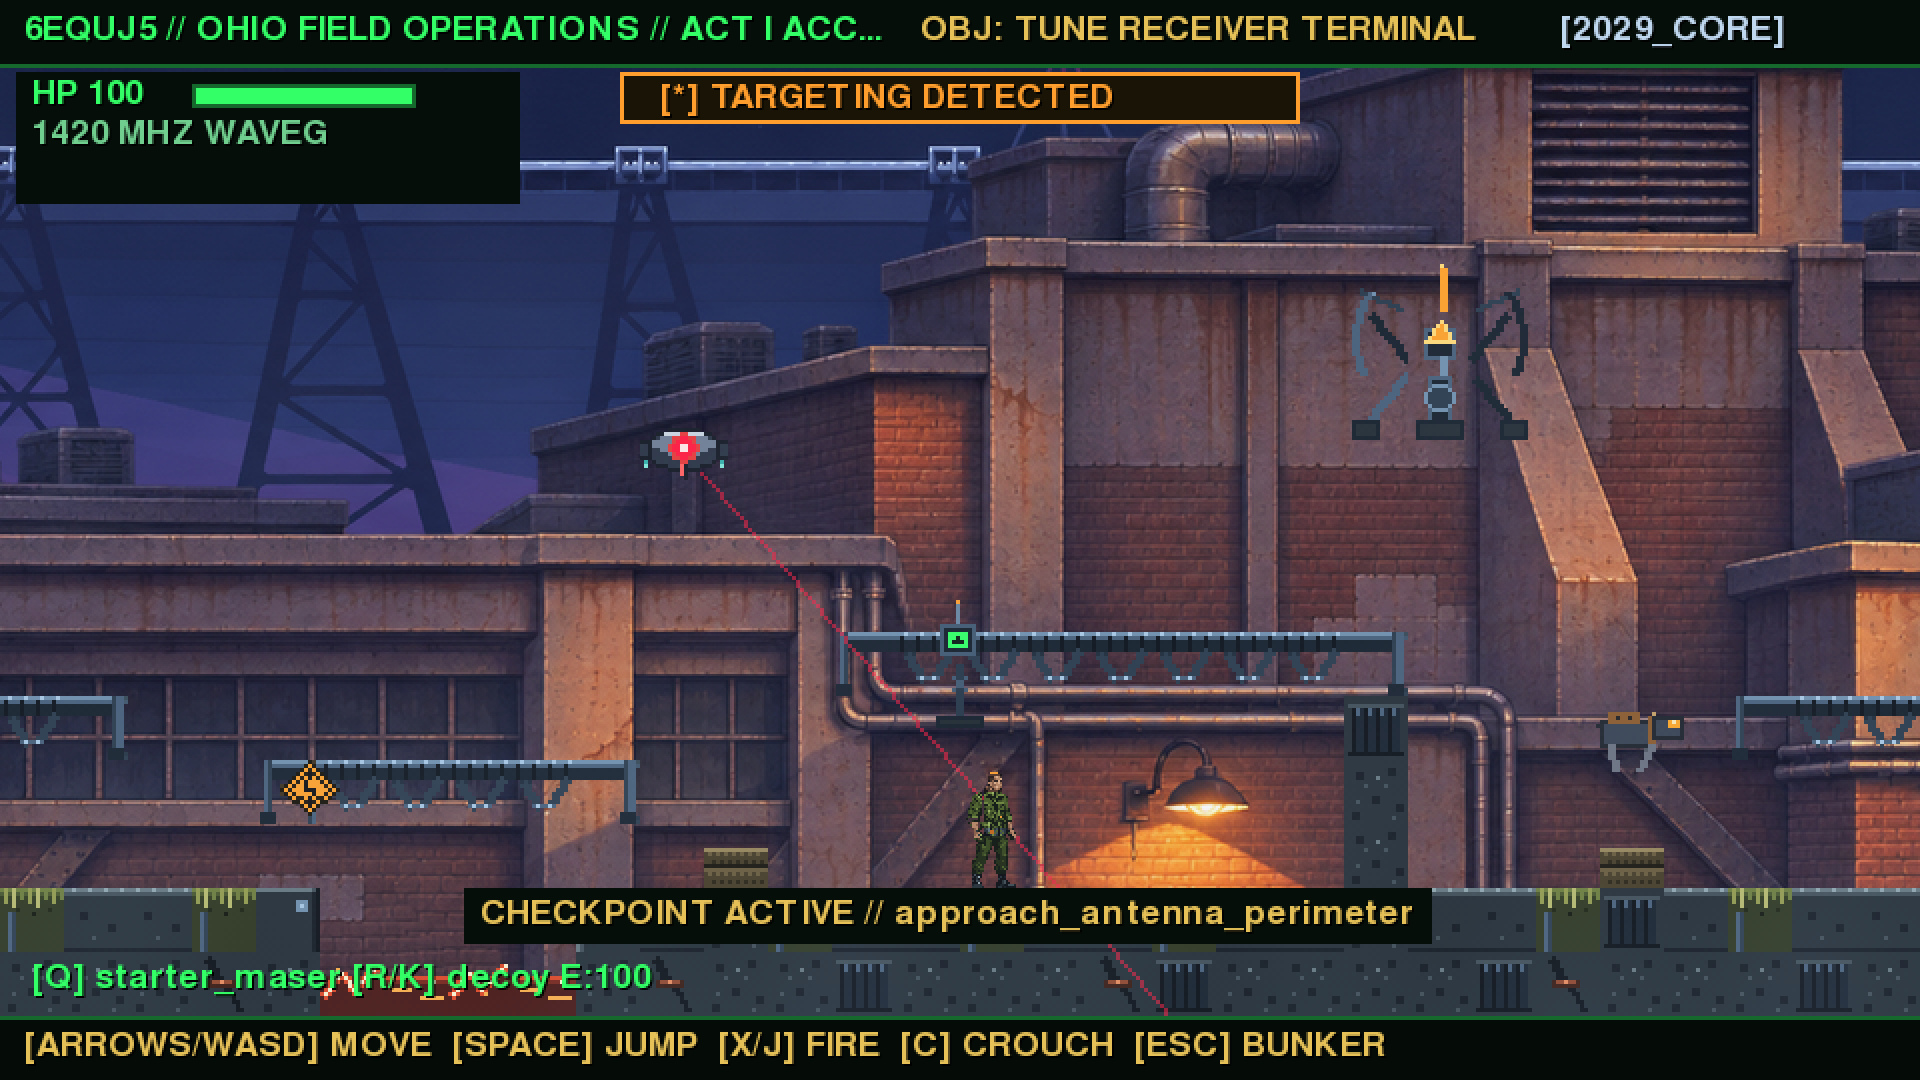 6EQUJ5 // OHIO FIELD OPERATIONS // ACT I ACC... OBJ: TUNE RECEIVER TERMINAL [2029_CORE]
HP 100
[*] TARGETING DETECTED
1420 MHZ WAVEG
CHECKPOINT ACTIVE // approach_antenna_perimeter
[Q] starter_maser [R/K] decoy E:100
[ARROWS/WASD] MOVE [SPACE] JUMP [X/J] FIRE [C] CROUCH [ESC] BUNKER